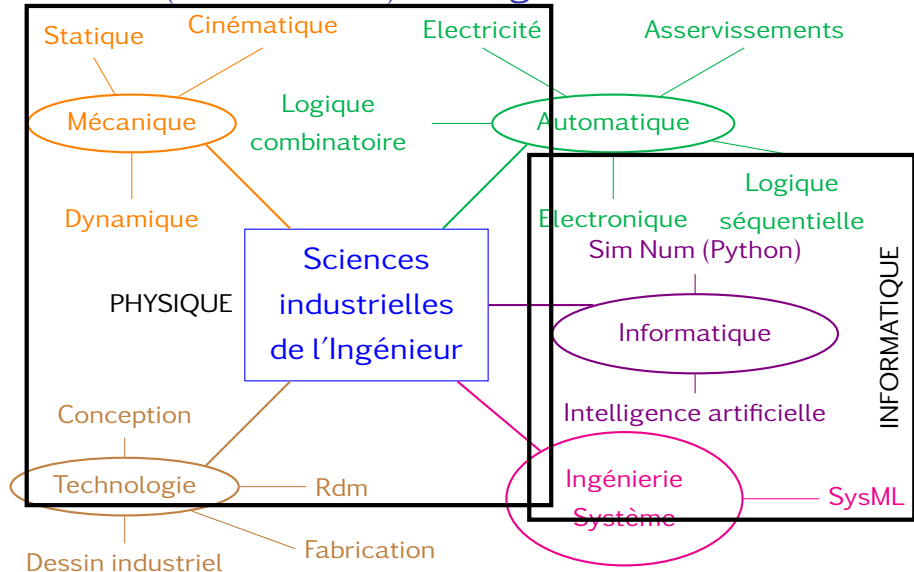 Statique
Cinématique
Electricité
Asservissements
Mécanique
Logique
combinatoire
Automatique
Dynamique
Electronique
Logique
séquentielle
Sim Num (Python)
Sciences
industrielles
de l'Ingénieur
PHYSIQUE
Informatique
INFORMATIQUE
Intelligence artificielle
Conception
Technologie
Rdm
Ingénierie
Système
SysML
Fabrication
Dessin industriel